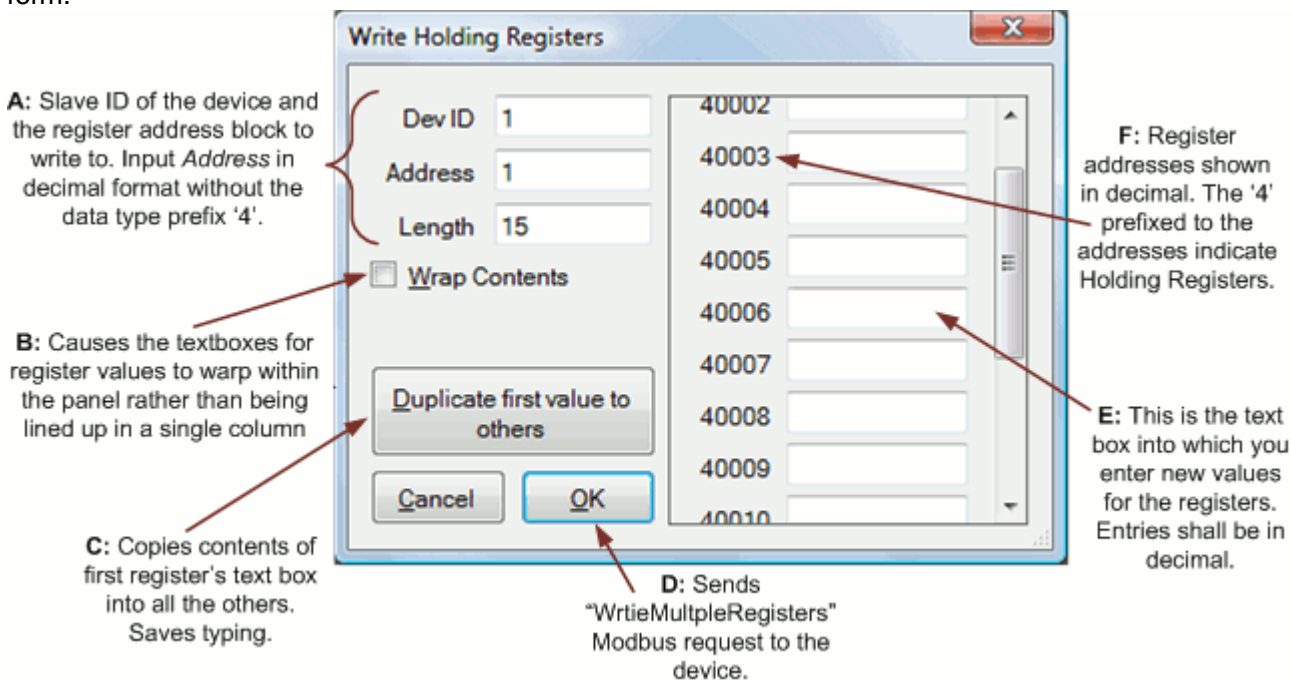 form.
Write Holding Registers
A: Slave ID of the device and
the register address block to
write to. Input Address in
decimal format without the
data type prefix ‘4’.
B: Causes the textboxes for
register values to warp within
the panel rather than being
lined up in a single column
C: Copies contents of
first register’s text box
into all the others.
Saves typing.
Dev ID 1
Address 1
Length 15
Wrap Contents
Duplicate first value to
others
Cancel OK
40002
40003
40004
40005
40006
40007
40008
40009
40010
D: Sends
“WrtieMultpleRegisters”
Modbus request to the
device.
F: Register
addresses shown
in decimal. The ‘4’
prefixed to the
addresses indicate
Holding Registers.
E: This is the text
box into which you
enter new values
for the registers.
Entries shall be in
decimal.